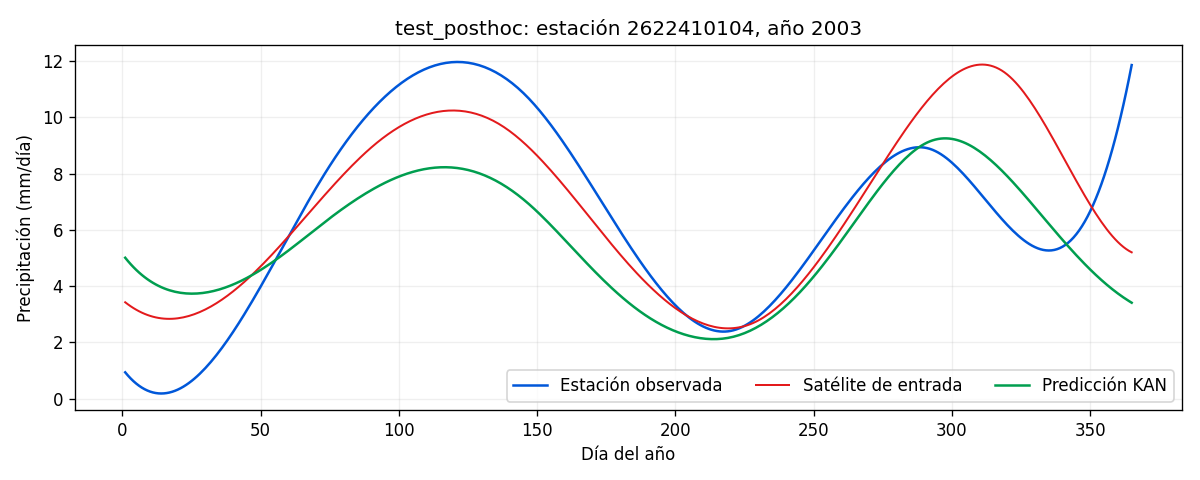 test_posthoc: estación 2622410104, año 2003
Precipitación (mm/día)
12
10
8
6
4
2
0
Estación observada Satélite de entrada Predicción KAN
0 50 100 150 200 250 300 350
Día del año